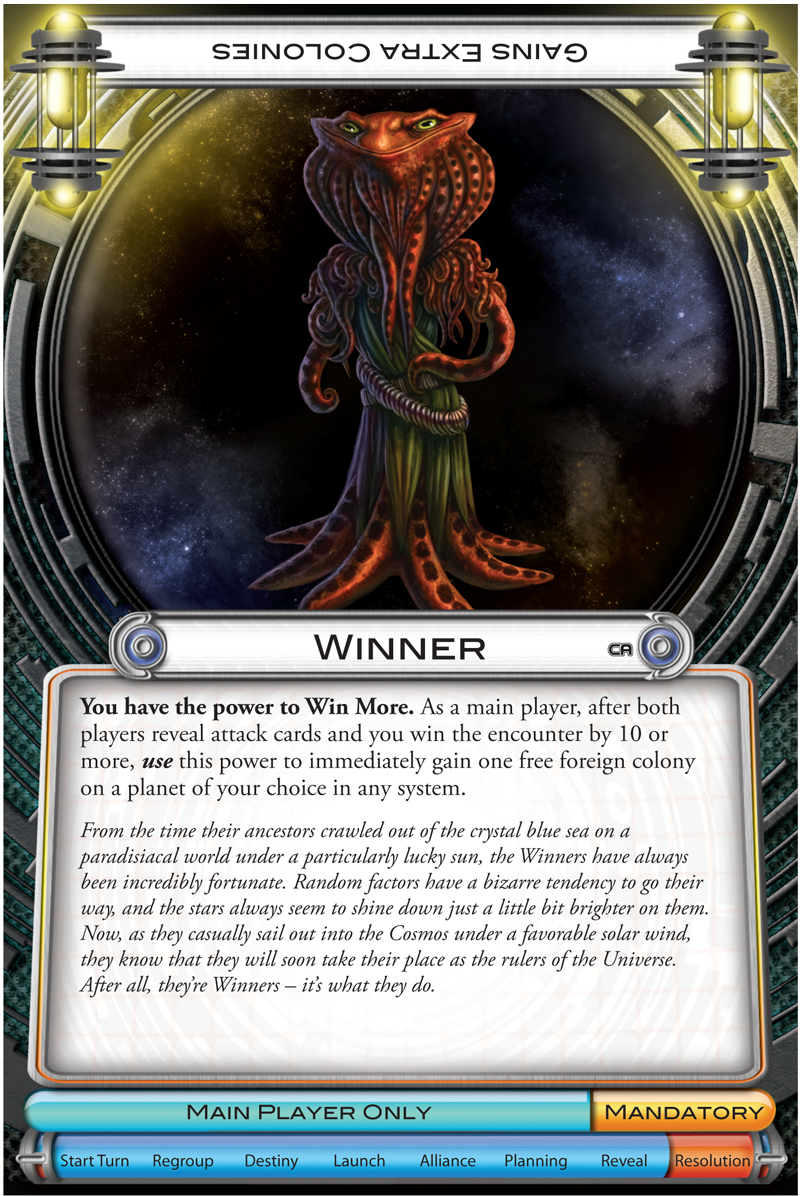 Gains Extra Colonies
Winner
CA
You have the power to Win More. As a main player, after both
players reveal attack cards and you win the encounter by 10 or
more, use this power to immediately gain one free foreign colony
on a planet of your choice in any system.
From the time their ancestors crawled out of the crystal blue sea on a
paradisiacal world under a particularly lucky sun, the Winners have always
been incredibly fortunate. Random factors have a bizarre tendency to go their
way, and the stars always seem to shine down just a little bit brighter on them.
Now, as they casually sail out into the Cosmos under a favorable solar wind,
they know that they will soon take their place as the rulers of the Universe.
After all, they're Winners – it's what they do.
Main Player Only Mandatory
Start Turn Regroup Destiny Launch Alliance Planning Reveal Resolution